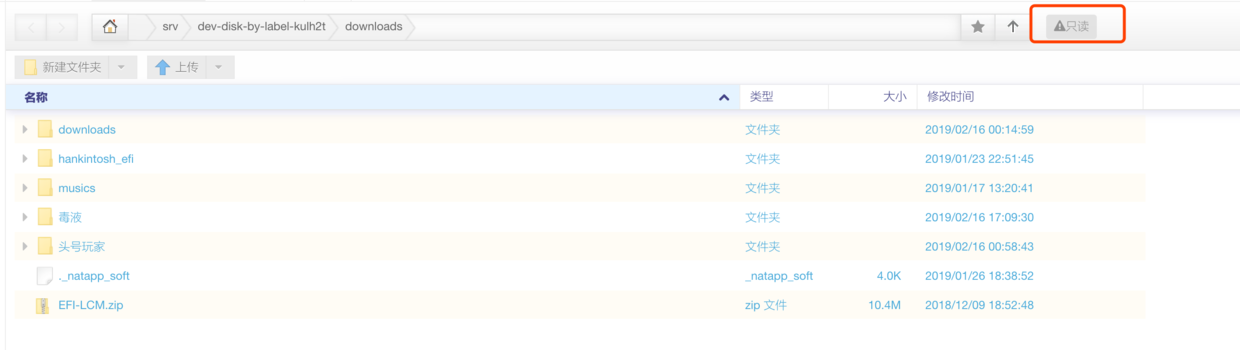 srv dev-disk-by-label-kulh2t downloads 只读
新建文件夹 上传
名称 类型 大小 修改时间
downloads 文件夹 2019/02/16 00:14:59
hankintosh_efi 文件夹 2019/01/23 22:51:45
musics 文件夹 2019/01/17 13:20:41
毒液 文件夹 2019/02/16 17:09:30
头号玩家 文件夹 2019/02/16 00:58:43
._natapp_soft _natapp_soft 4.0K 2019/01/26 18:38:52
EFI-LCM.zip zip 文件 10.4M 2018/12/09 18:52:48